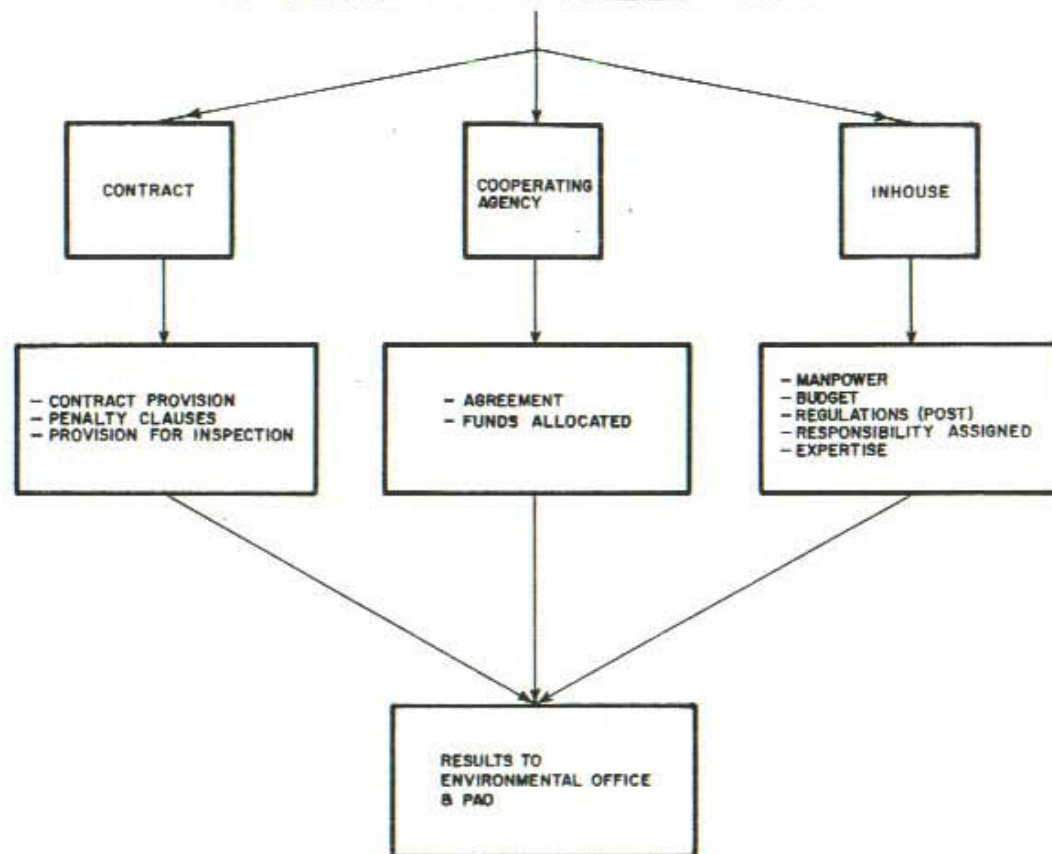 CONTRACT
COOPERATING
AGENCY
INHOUSE
– CONTRACT PROVISION
– PENALTY CLAUSES
– PROVISION FOR INSPECTION
– AGREEMENT
– FUNDS ALLOCATED
– MANPOWER
– BUDGET
– REGULATIONS (POST)
– RESPONSIBILITY ASSIGNED
– EXPERTISE
RESULTS TO
ENVIRONMENTAL OFFICE
& PAO